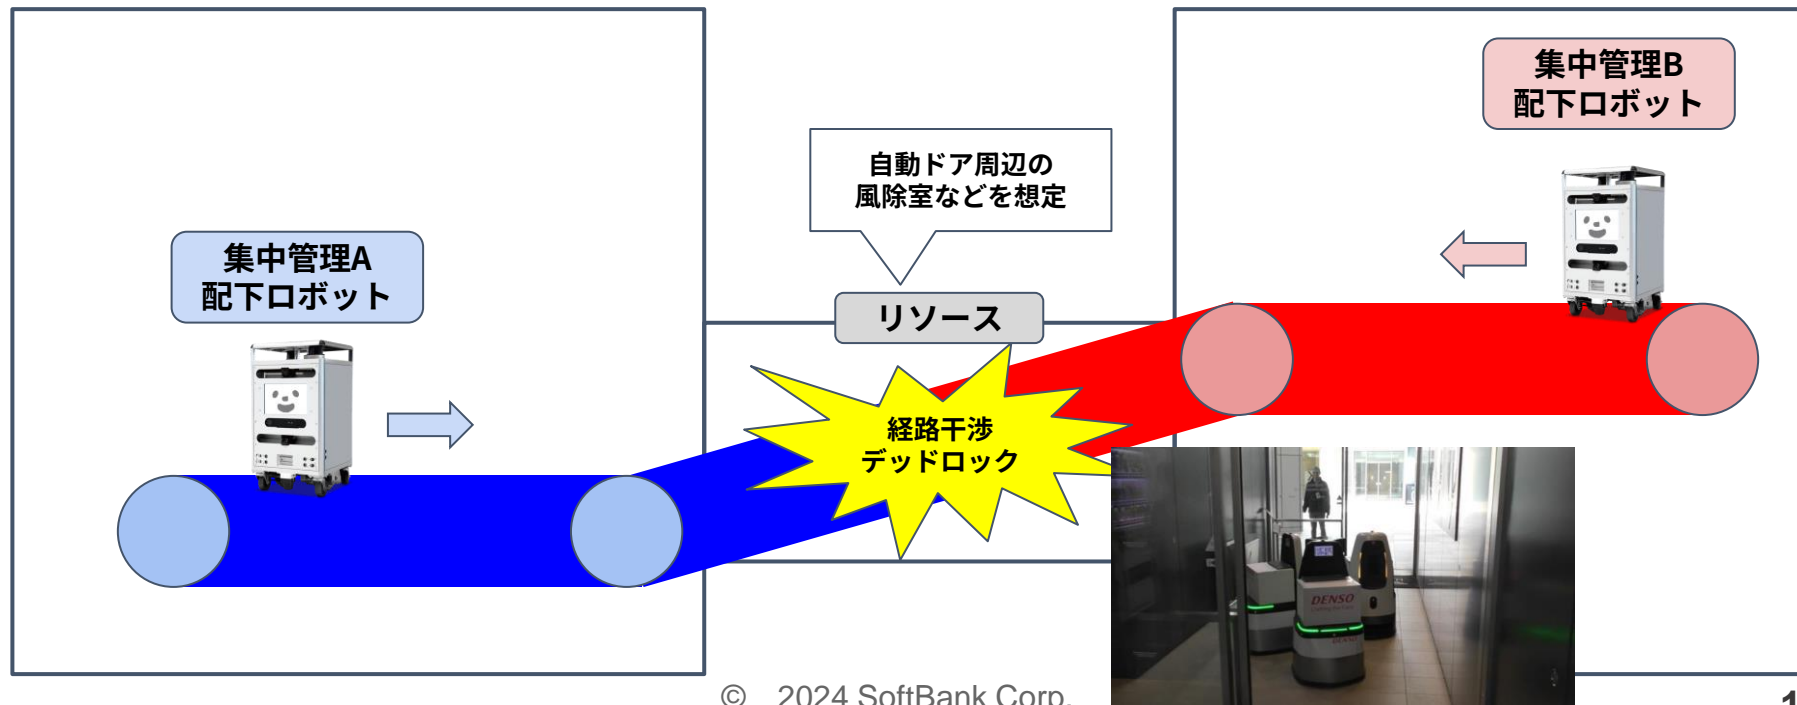 集中管理B
配下ロボット
自動ドア周辺の
風除室などを想定
集中管理A
配下ロボット
リソース
経路干渉
デッドロック
DENSO
DENSO
© 2024 SoftBank Corp.
1